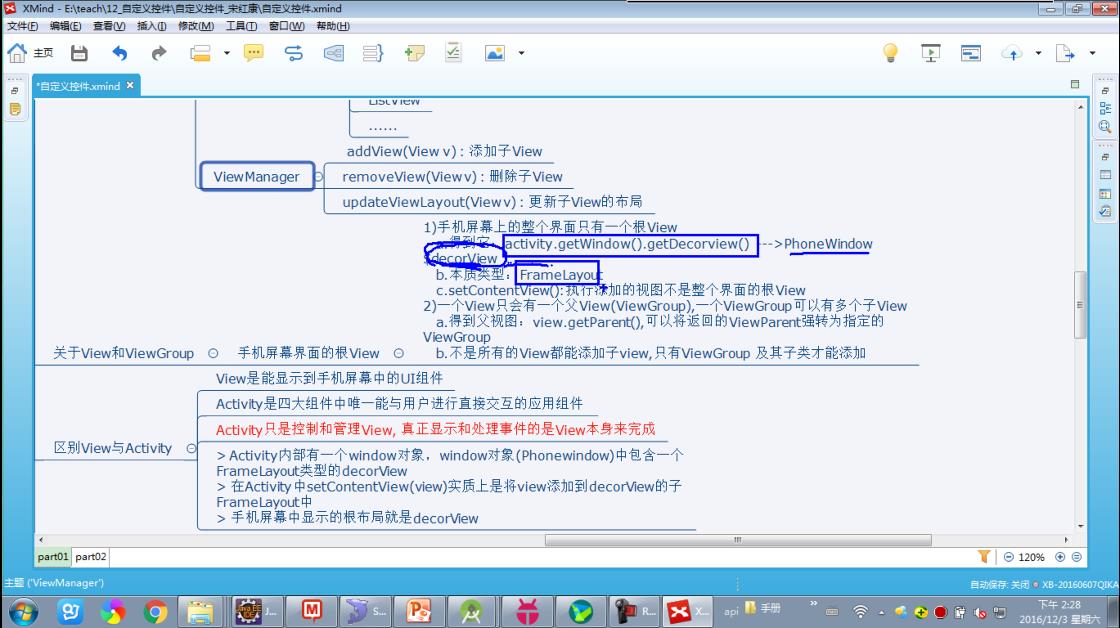 XMind - E:\teach\12_自定义控件\自定义控件_宋红康\自定义控件.xmind
文件(F) 编辑(E) 查看(V) 插入(I) 修改(M) 工具(T) 窗口(W) 帮助(H)
主页
*自定义控件.xmind
ListView
......
addView(View v) : 添加子View
ViewManager
removeView(View v) : 删除子View
updateViewLayout(View v) : 更新子View的布局
1)手机屏幕上的整个界面只有一个根View
得到它: activity.getWindow().getDecorview() --->PhoneWindow
decorView
b.本质类型: FrameLayout
c.setContentView():执行添加的视图不是整个界面的根View
2)一个View只会有一个父View(ViewGroup),一个ViewGroup可以有多个子View
a.得到父视图: view.getParent(),可以将返回的ViewParent强转为指定的
ViewGroup
关于View和ViewGroup 手机屏幕界面的根View b.不是所有的View都能添加子view,只有ViewGroup 及其子类才能添加
View是能显示到手机屏幕中的UI组件
Activity是四大组件中唯一能与用户进行直接交互的应用组件
Activity只是控制和管理View, 真正显示和处理事件的是View本身来完成
区别View与Activity
> Activity内部有一个window对象, window对象(Phonewindow)中包含一个
FrameLayout类型的decorView
> 在Activity中setContentView(view)实质上是将view添加到decorView的子
FrameLayout中
> 手机屏幕中显示的根布局就是decorView
part01 part02
120%
主题 ('ViewManager')
自动保存: 关闭 XB-20160607QIKA
J... S... R... X... api 手册
下午 2:28
2016/12/3 星期六